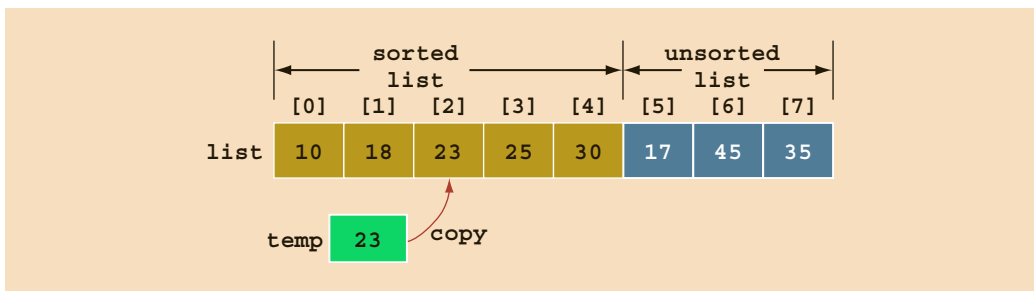 sorted unsorted
list list
[0] [1] [2] [3] [4] [5] [6] [7]
list 10 18 23 25 30 17 45 35
temp 23 copy